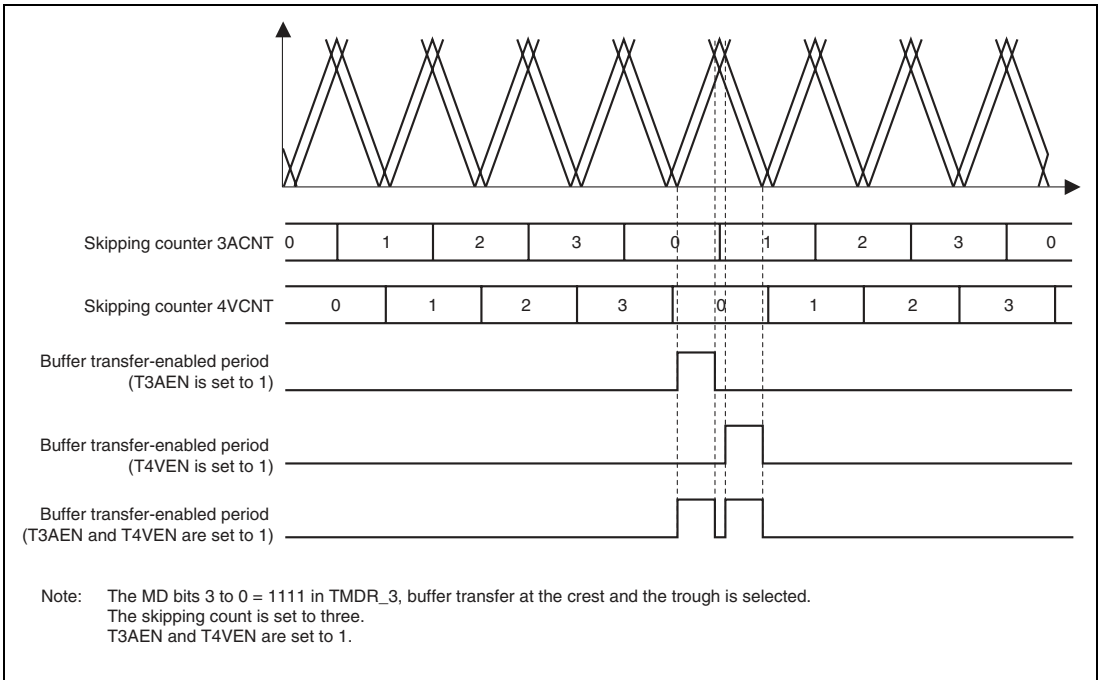 Skipping counter 3ACNT 0 1 2 3 0 1 2 3 0
Skipping counter 4VCNT 0 1 2 3 0 1 2 3
Buffer transfer-enabled period
(T3AEN is set to 1)
Buffer transfer-enabled period
(T4VEN is set to 1)
Buffer transfer-enabled period
(T3AEN and T4VEN are set to 1)
Note: The MD bits 3 to 0 = 1111 in TMDR_3, buffer transfer at the crest and the trough is selected.
The skipping count is set to three.
T3AEN and T4VEN are set to 1.